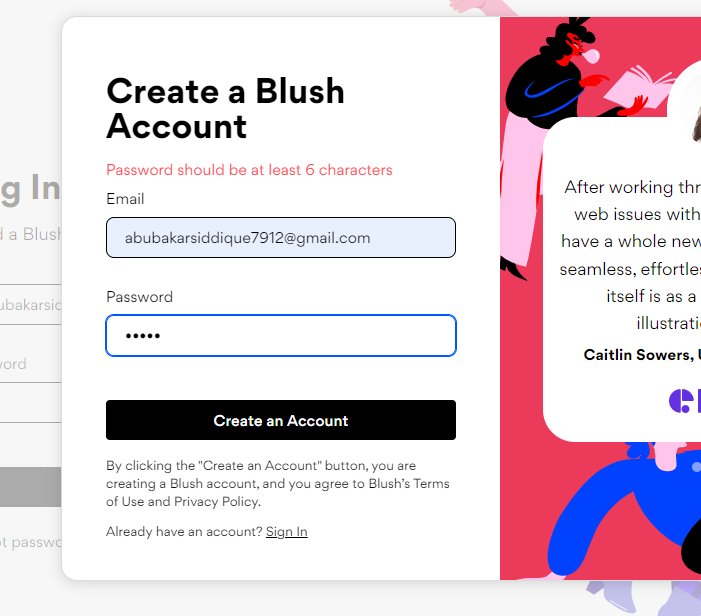 Create a Blush
Account
Password should be at least 6 characters
Email
abubakarsiddique7912@gmail.com
Password
•••••
Create an Account
By clicking the "Create an Account" button, you are
creating a Blush account, and you agree to Blush's Terms
of Use and Privacy Policy.
Already have an account? Sign In
g In
d a Blush
ubakarsid
word
t passwo
After working thr
web issues with
have a whole new
seamless, effortles
itself is as a
illustrati
Caitlin Sowers, U